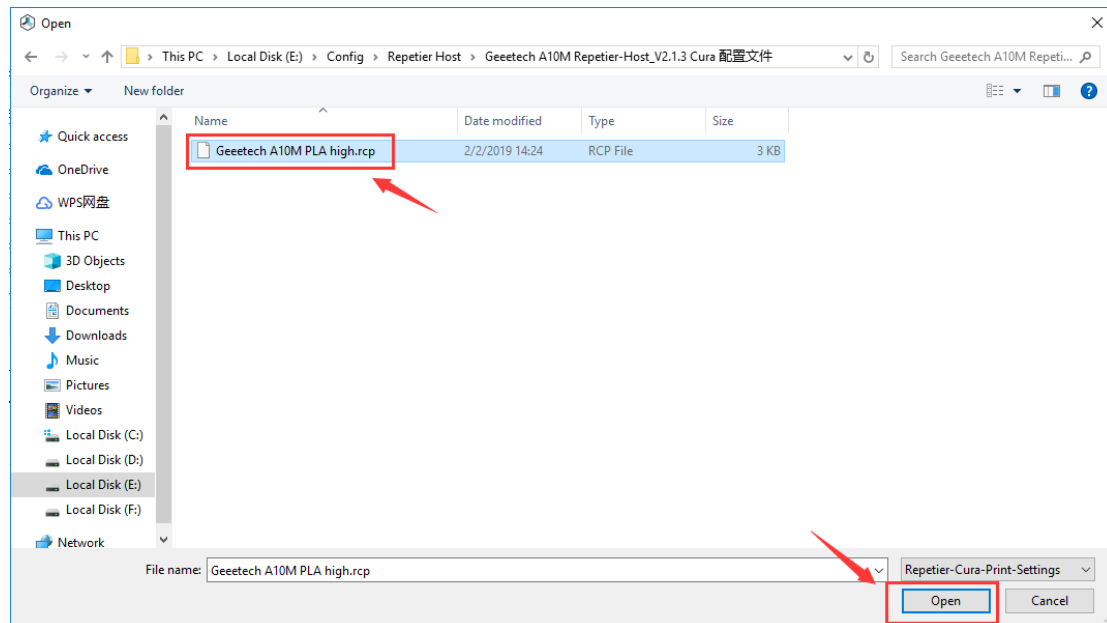 Open
This PC > Local Disk (E:) > Config > Repetier Host > Geeetech A10M Repetier-Host_V2.1.3 Cura 配置文件
Search Geeetech A10M Repeti...
Organize
New folder
Name
Date modified
Type
Size
Geeetech A10M PLA high.rcp
2/2/2019 14:24
RCP File
3 KB
Quick access
OneDrive
WPS网盘
This PC
3D Objects
Desktop
Documents
Downloads
Music
Pictures
Videos
Local Disk (C:)
Local Disk (D:)
Local Disk (E:)
Local Disk (F:)
Network
File name:
Geeetech A10M PLA high.rcp
Repetier-Cura-Print-Settings
Open
Cancel